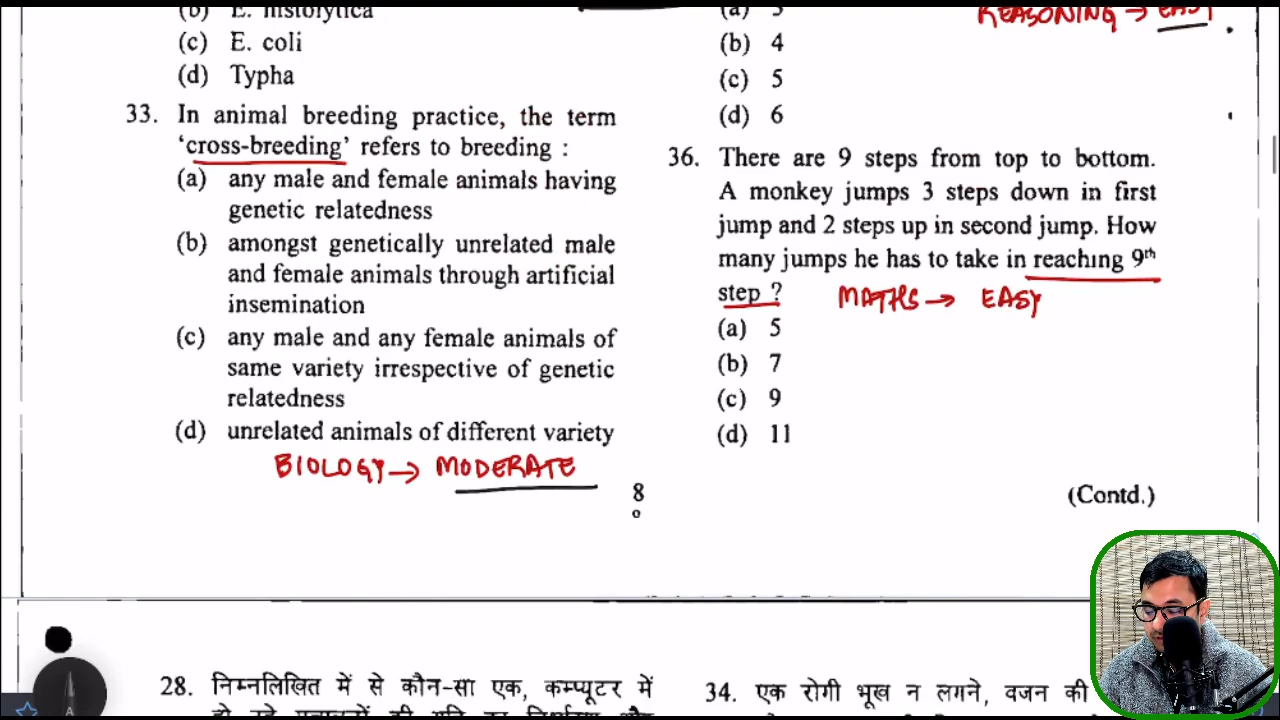 (b) E. histolytica
(c) E. coli
(d) Typha
33. In animal breeding practice, the term
‘cross-breeding’ refers to breeding :
(a) any male and female animals having
genetic relatedness
(b) amongst genetically unrelated male
and female animals through artificial
insemination
(c) any male and any female animals of
same variety irrespective of genetic
relatedness
(d) unrelated animals of different variety
BIOLOGY → MODERATE
REASONING → EASY
(b) 4
(c) 5
(d) 6
36. There are 9 steps from top to bottom.
A monkey jumps 3 steps down in first
jump and 2 steps up in second jump. How
many jumps he has to take in reaching 9th
step ?
MATHS → EASY
(a) 5
(b) 7
(c) 9
(d) 11
8
(Contd.)
28. निम्नलिखित में से कौन-सा एक, कम्प्यूटर में
34. एक रोगी भूख न लगने, वजन की